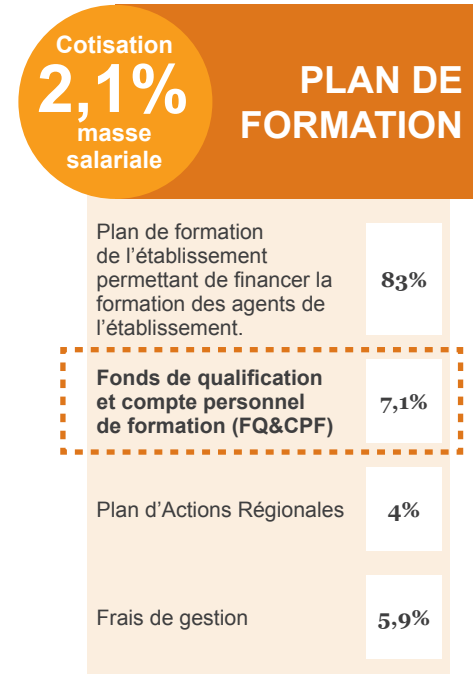 Cotisation
2,1%
masse
salariale
PLAN DE
FORMATION
Plan de formation
de l’établissement
permettant de financer la
formation des agents de
l’établissement.
83%
Fonds de qualification
et compte personnel
de formation (FQ&CPF)
7,1%
Plan d’Actions Régionales
4%
Frais de gestion
5,9%